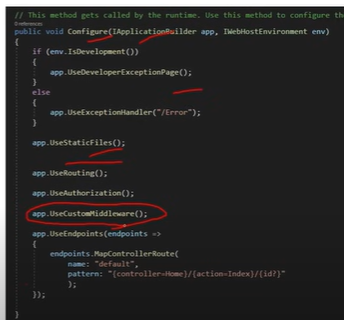 // This method gets called by the runtime. Use this method to configure the
0 references
public void Configure(IApplicationBuilder app, IWebHostEnvironment env)
{
if (env.IsDevelopment())
{
app.UseDeveloperExceptionPage();
}
else
{
app.UseExceptionHandler("/Error");
}
app.UseStaticFiles();
app.UseRouting();
app.UseAuthorization();
app.UseCustomMiddleware();
app.UseEndpoints(endpoints =>
{
endpoints.MapControllerRoute(
name: "default",
pattern: "{controller=Home}/{action=Index}/{id?}"
);
});
}